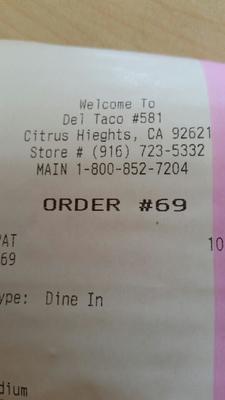 Welcome To
Del Taco #581
Citrus Hieghts, CA 92621
Store # (916) 723-5332
MAIN 1-800-852-7204
ORDER #69
PAT 10
69
ype: Dine In
dium